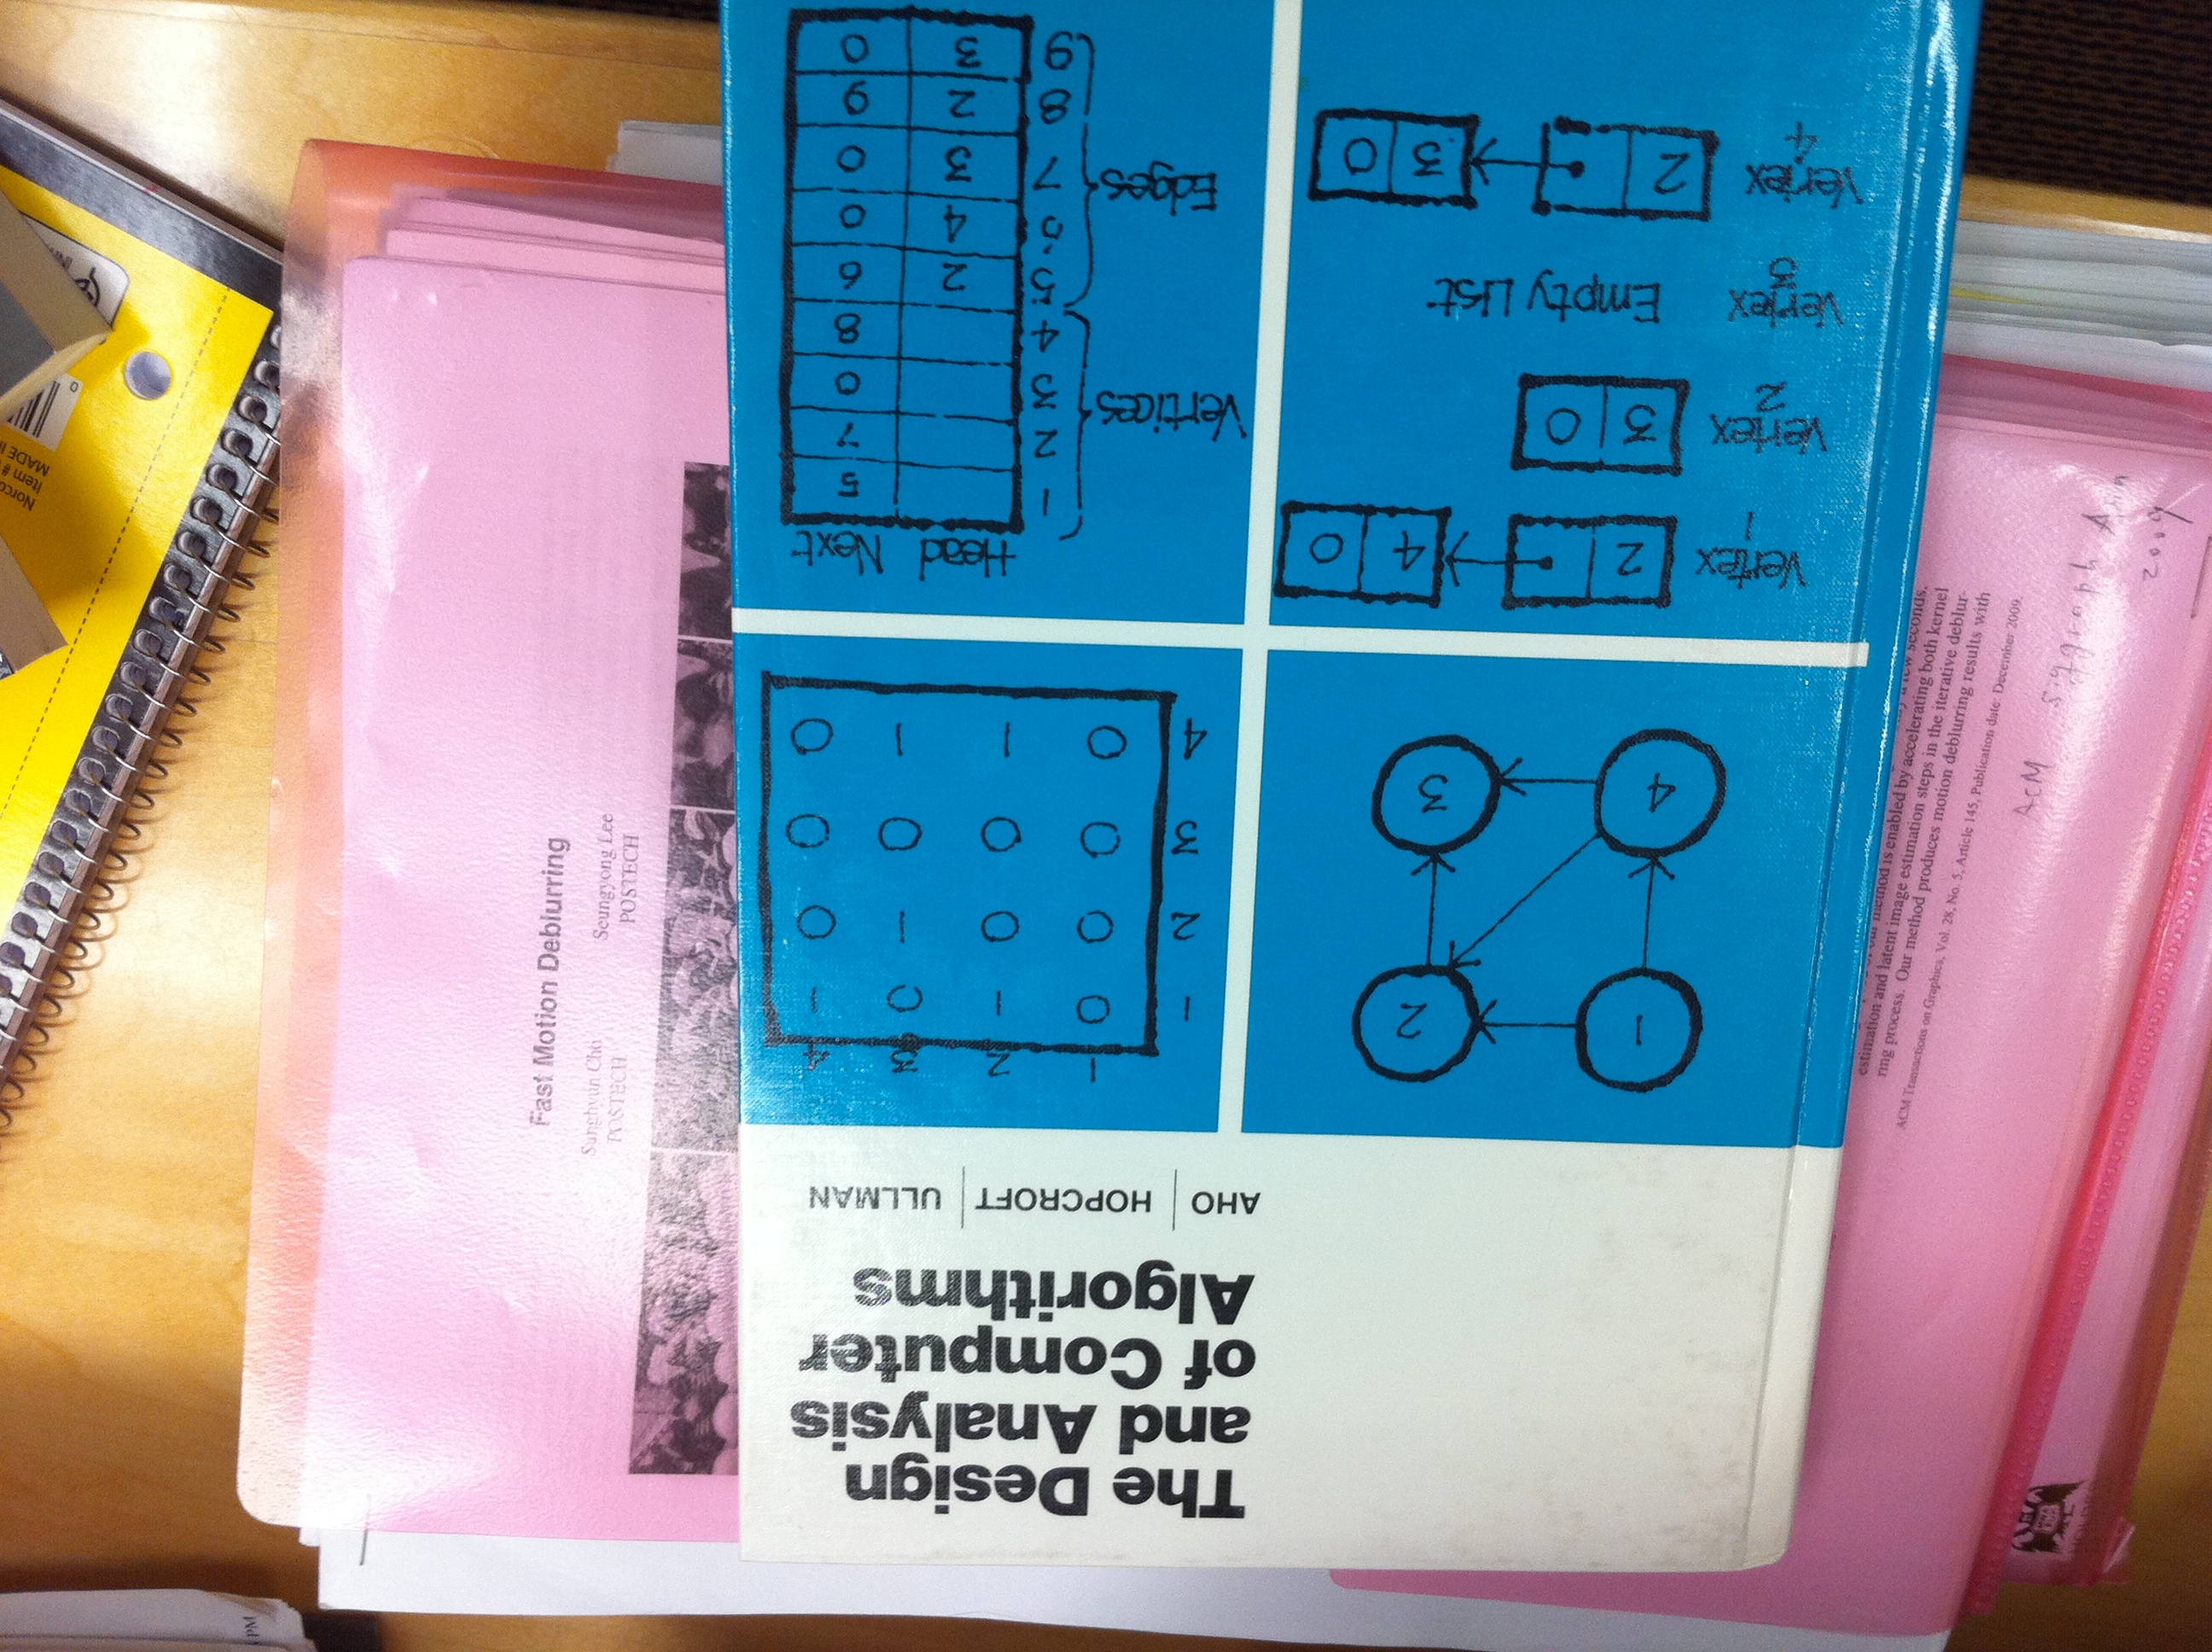 The Design
and Analysis
of Computer
Algorithms
AHO | HOPCROFT | ULLMAN
1 2
4 3
1 2 3 4
1 0 1 0 1
2 0 0 1 0
3 0 0 0 0
4 0 1 1 0
Vertex 1 2 4 0
Vertex 2 3 0
Vertex 3 Empty List
Vertex 4 2 3 0
Head Next
1 5
2 7
Vertices 3 0
4 8
5 2 6
6 4 0
Edges 7 3 0
8 2 9
9 3 0
Fast Motion Deblurring
Sunghyun Cho Seungyong Lee
POSTECH POSTECH
estimation and latent image estimation steps in the iterative deblur-
ring process. Our method produces motion deblurring results with
ACM Transactions on Graphics, Vol. 28, No. 5, Article 145, Publication date: December 2009.
ACM
Siggraph Asia
2009
PM